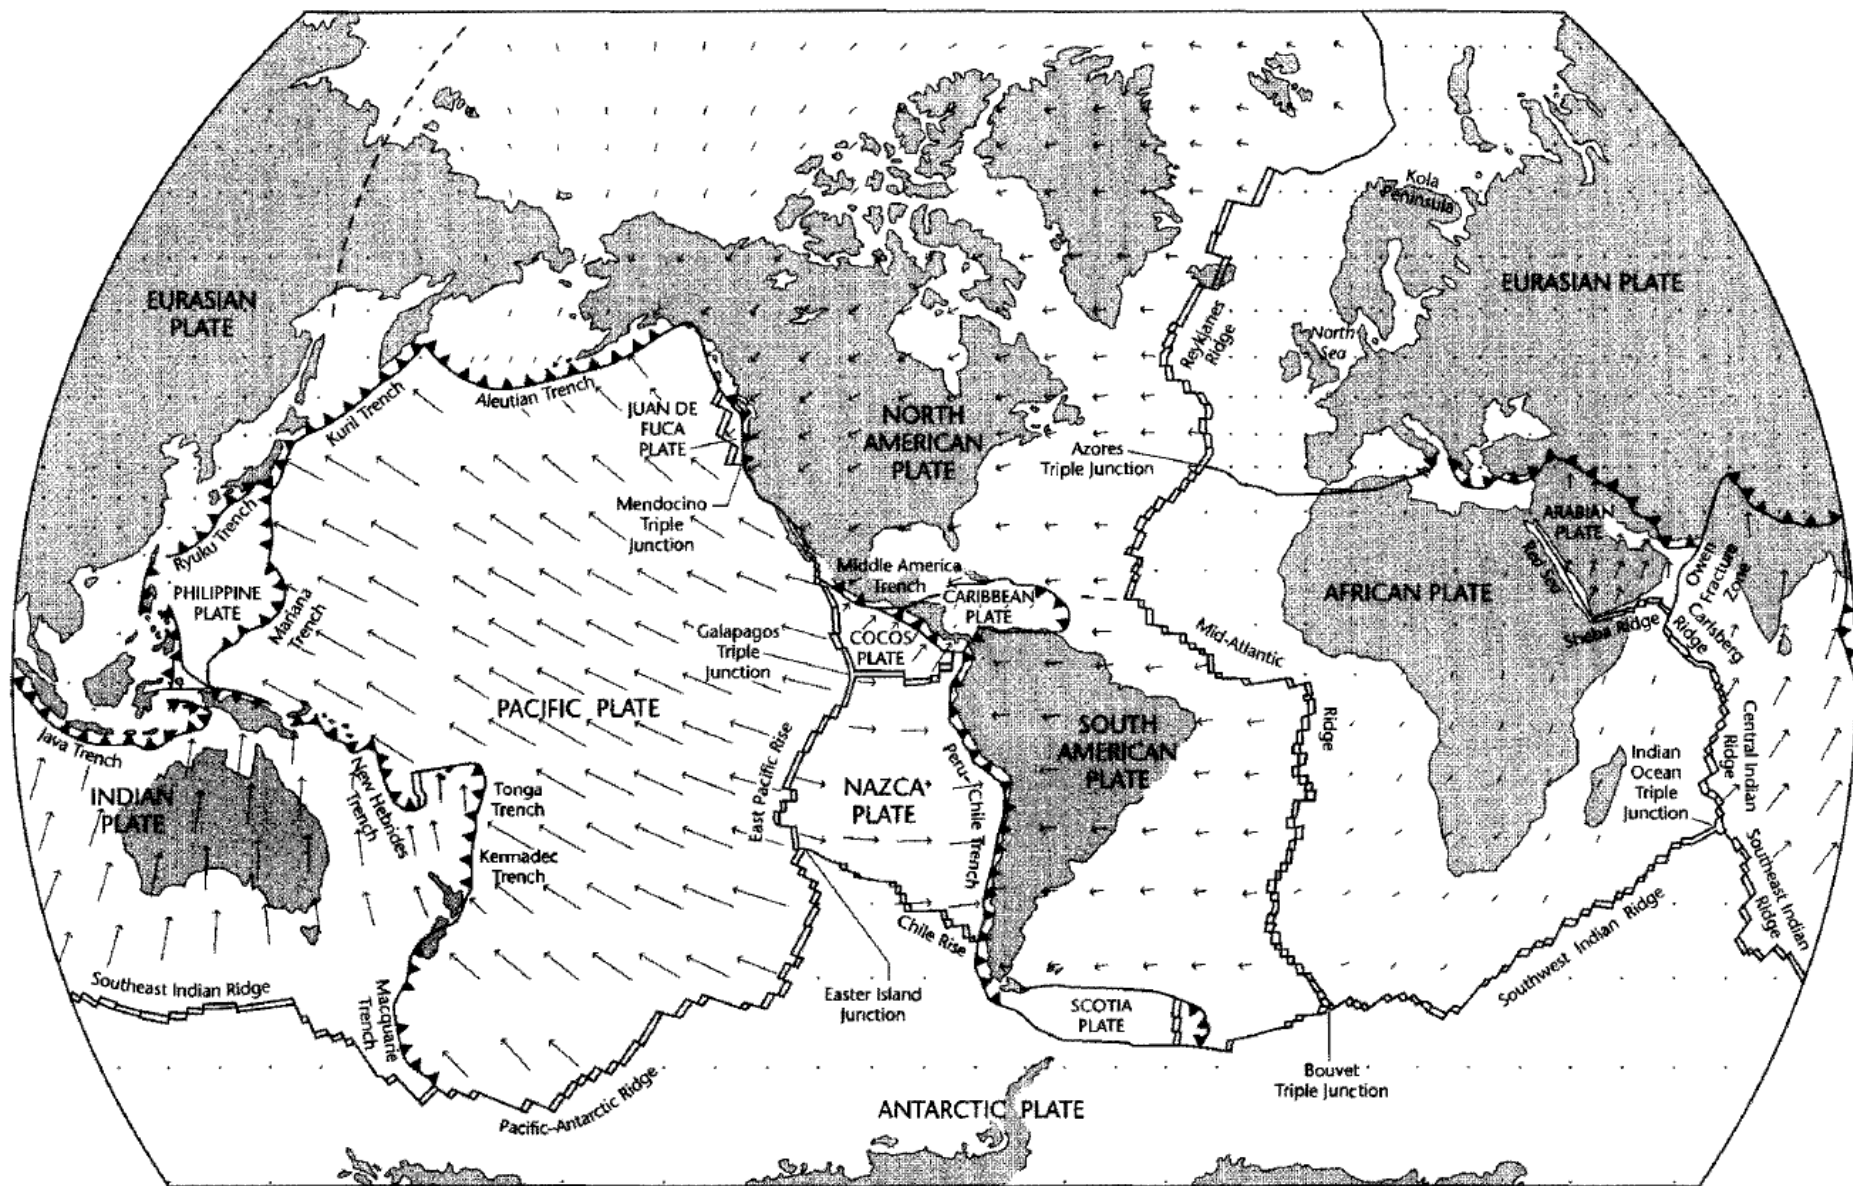 Kola
Peninsula
EURASIAN
PLATE
EURASIAN PLATE
Reykjanes
Ridge
North
Sea
Kuril Trench
Aleutian Trench
JUAN DE
FUCA
PLATE
NORTH
AMERICAN
PLATE
Azores
Triple Junction
Mendocino
Triple
Junction
Ryuku Trench
ARABIAN
PLATE
Red Sea
Owen
Fracture
Zone
Middle America
Trench
PHILIPPINE
PLATE
Mariana
Trench
CARIBBEAN
PLATE
AFRICAN PLATE
Galapagos
Triple
Junction
COCOS
PLATE
Mid-Atlantic
Ridge
Sheba Ridge
Carlsberg
Ridge
PACIFIC PLATE
Java Trench
SOUTH
AMERICAN
PLATE
Central Indian
Ridge
Indian
Ocean
Triple
Junction
INDIAN
PLATE
New Hebrides
Trench
Tonga
Trench
East Pacific Rise
NAZCA
PLATE
Peru-Chile Trench
Kermadec
Trench
Southeast Indian
Ridge
Chile Rise
Southwest Indian Ridge
Southeast Indian Ridge
Macquarie
Trench
Easter Island
Junction
SCOTIA
PLATE
Bouvet
Triple Junction
Pacific-Antarctic Ridge
ANTARCTIC PLATE